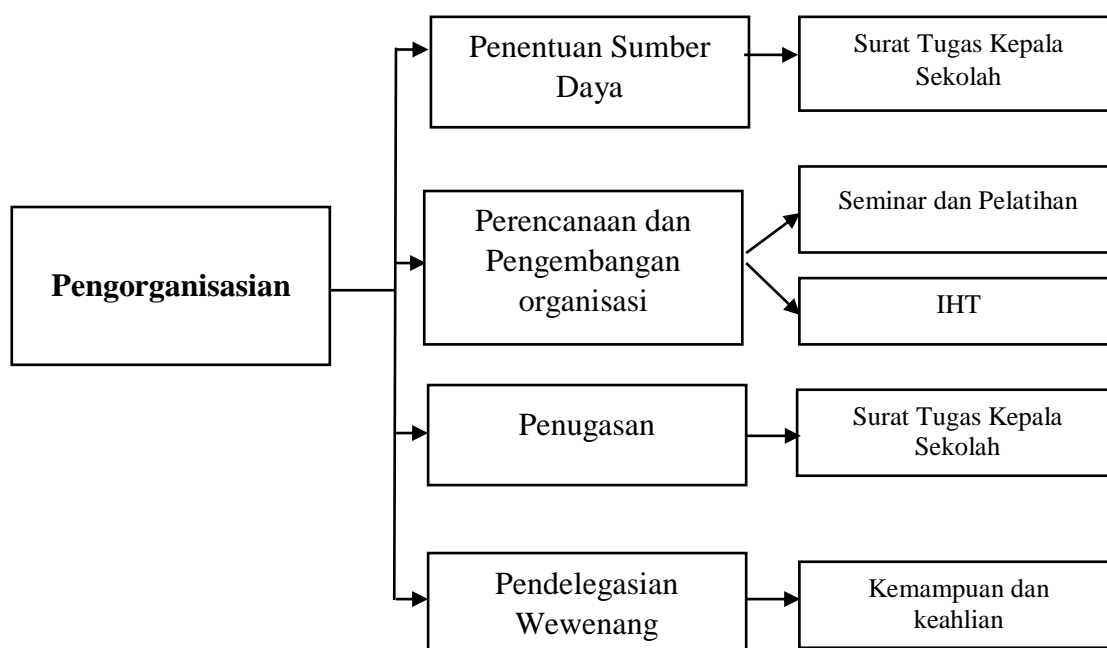 Pengorganisasian
Penentuan Sumber
Daya
Surat Tugas Kepala
Sekolah
Perencanaan dan
Pengembangan
organisasi
Seminar dan Pelatihan
IHT
Penugasan
Surat Tugas Kepala
Sekolah
Pendelegasian
Wewenang
Kemampuan dan
keahlian